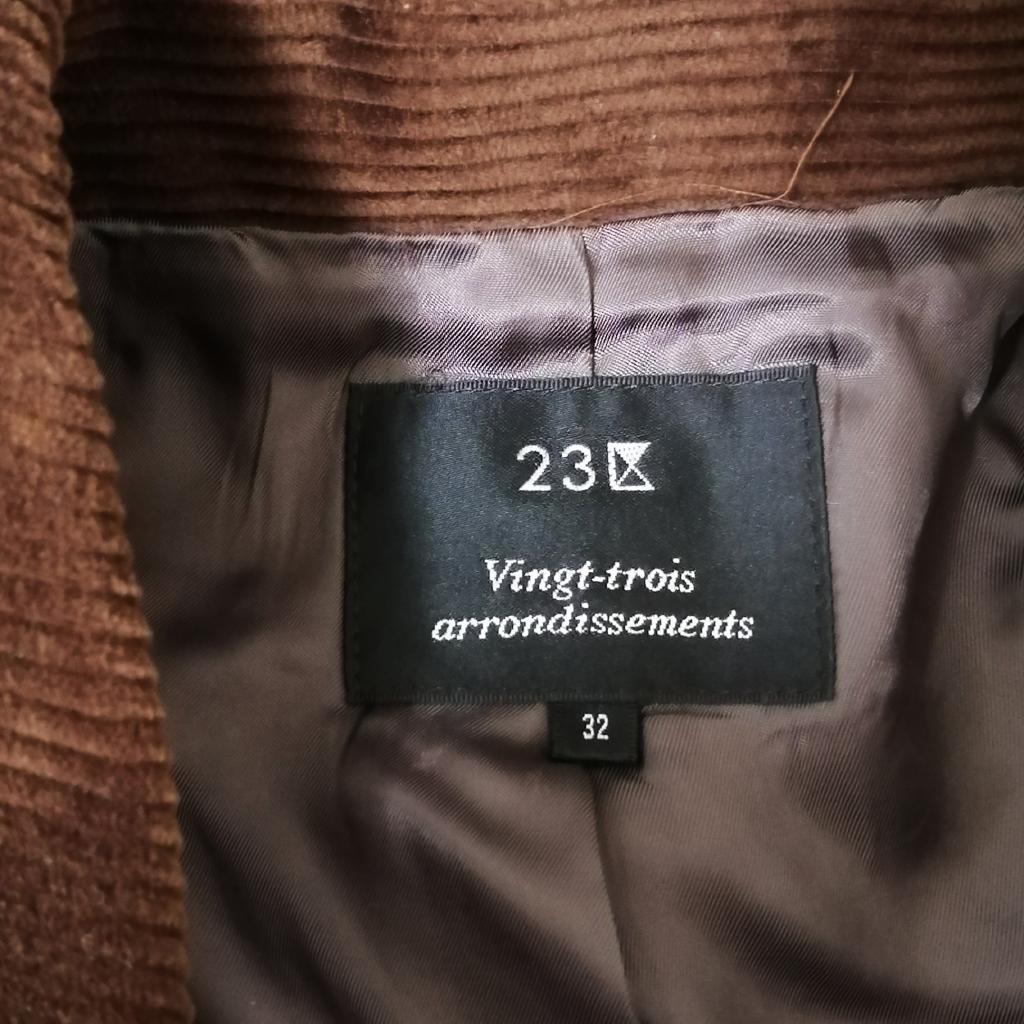 23区
Vingt-trois
arrondissements
32